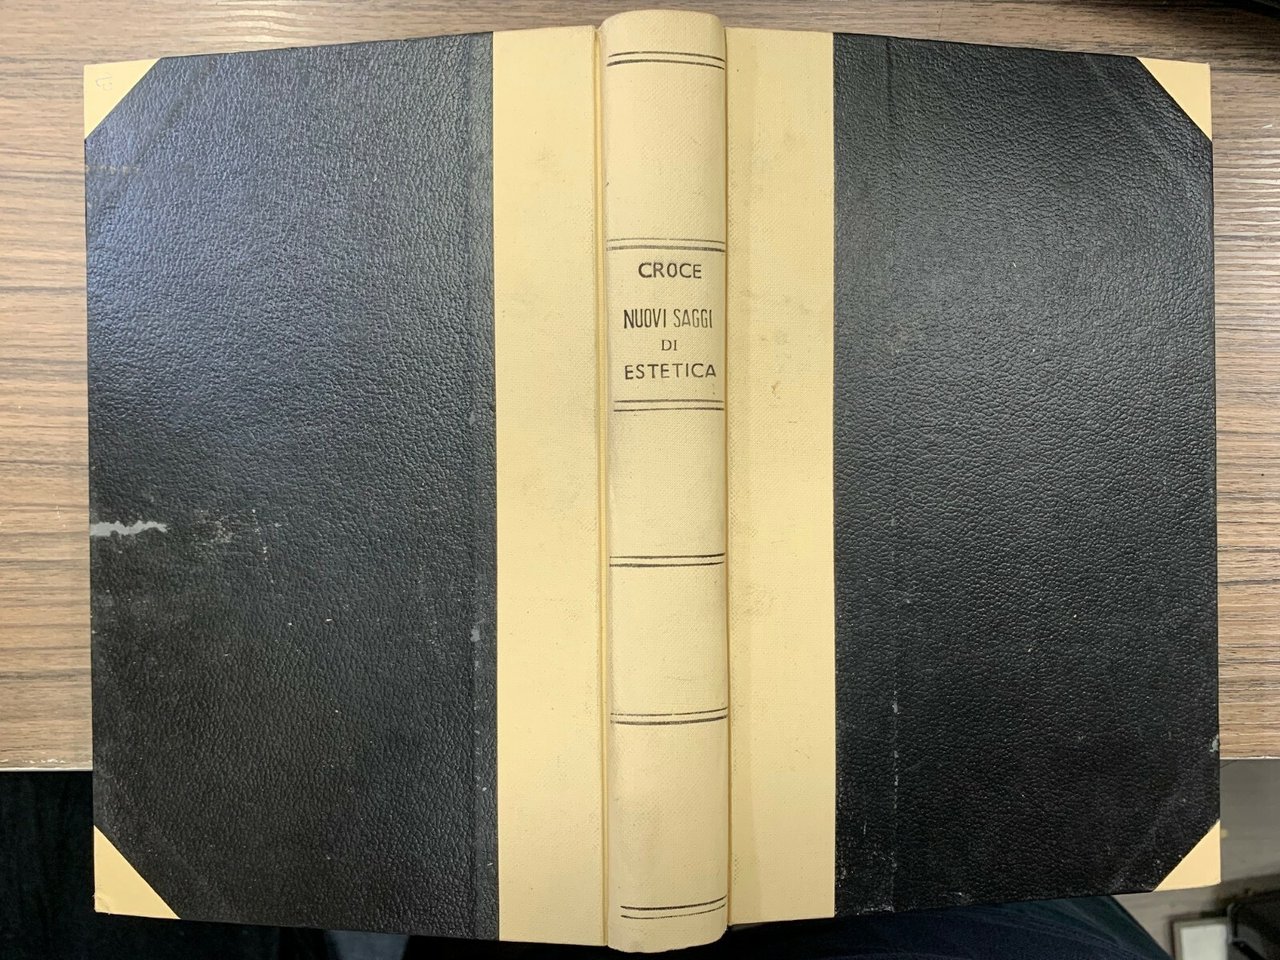 CROCE
NUOVI SAGGI
DI
ESTETICA